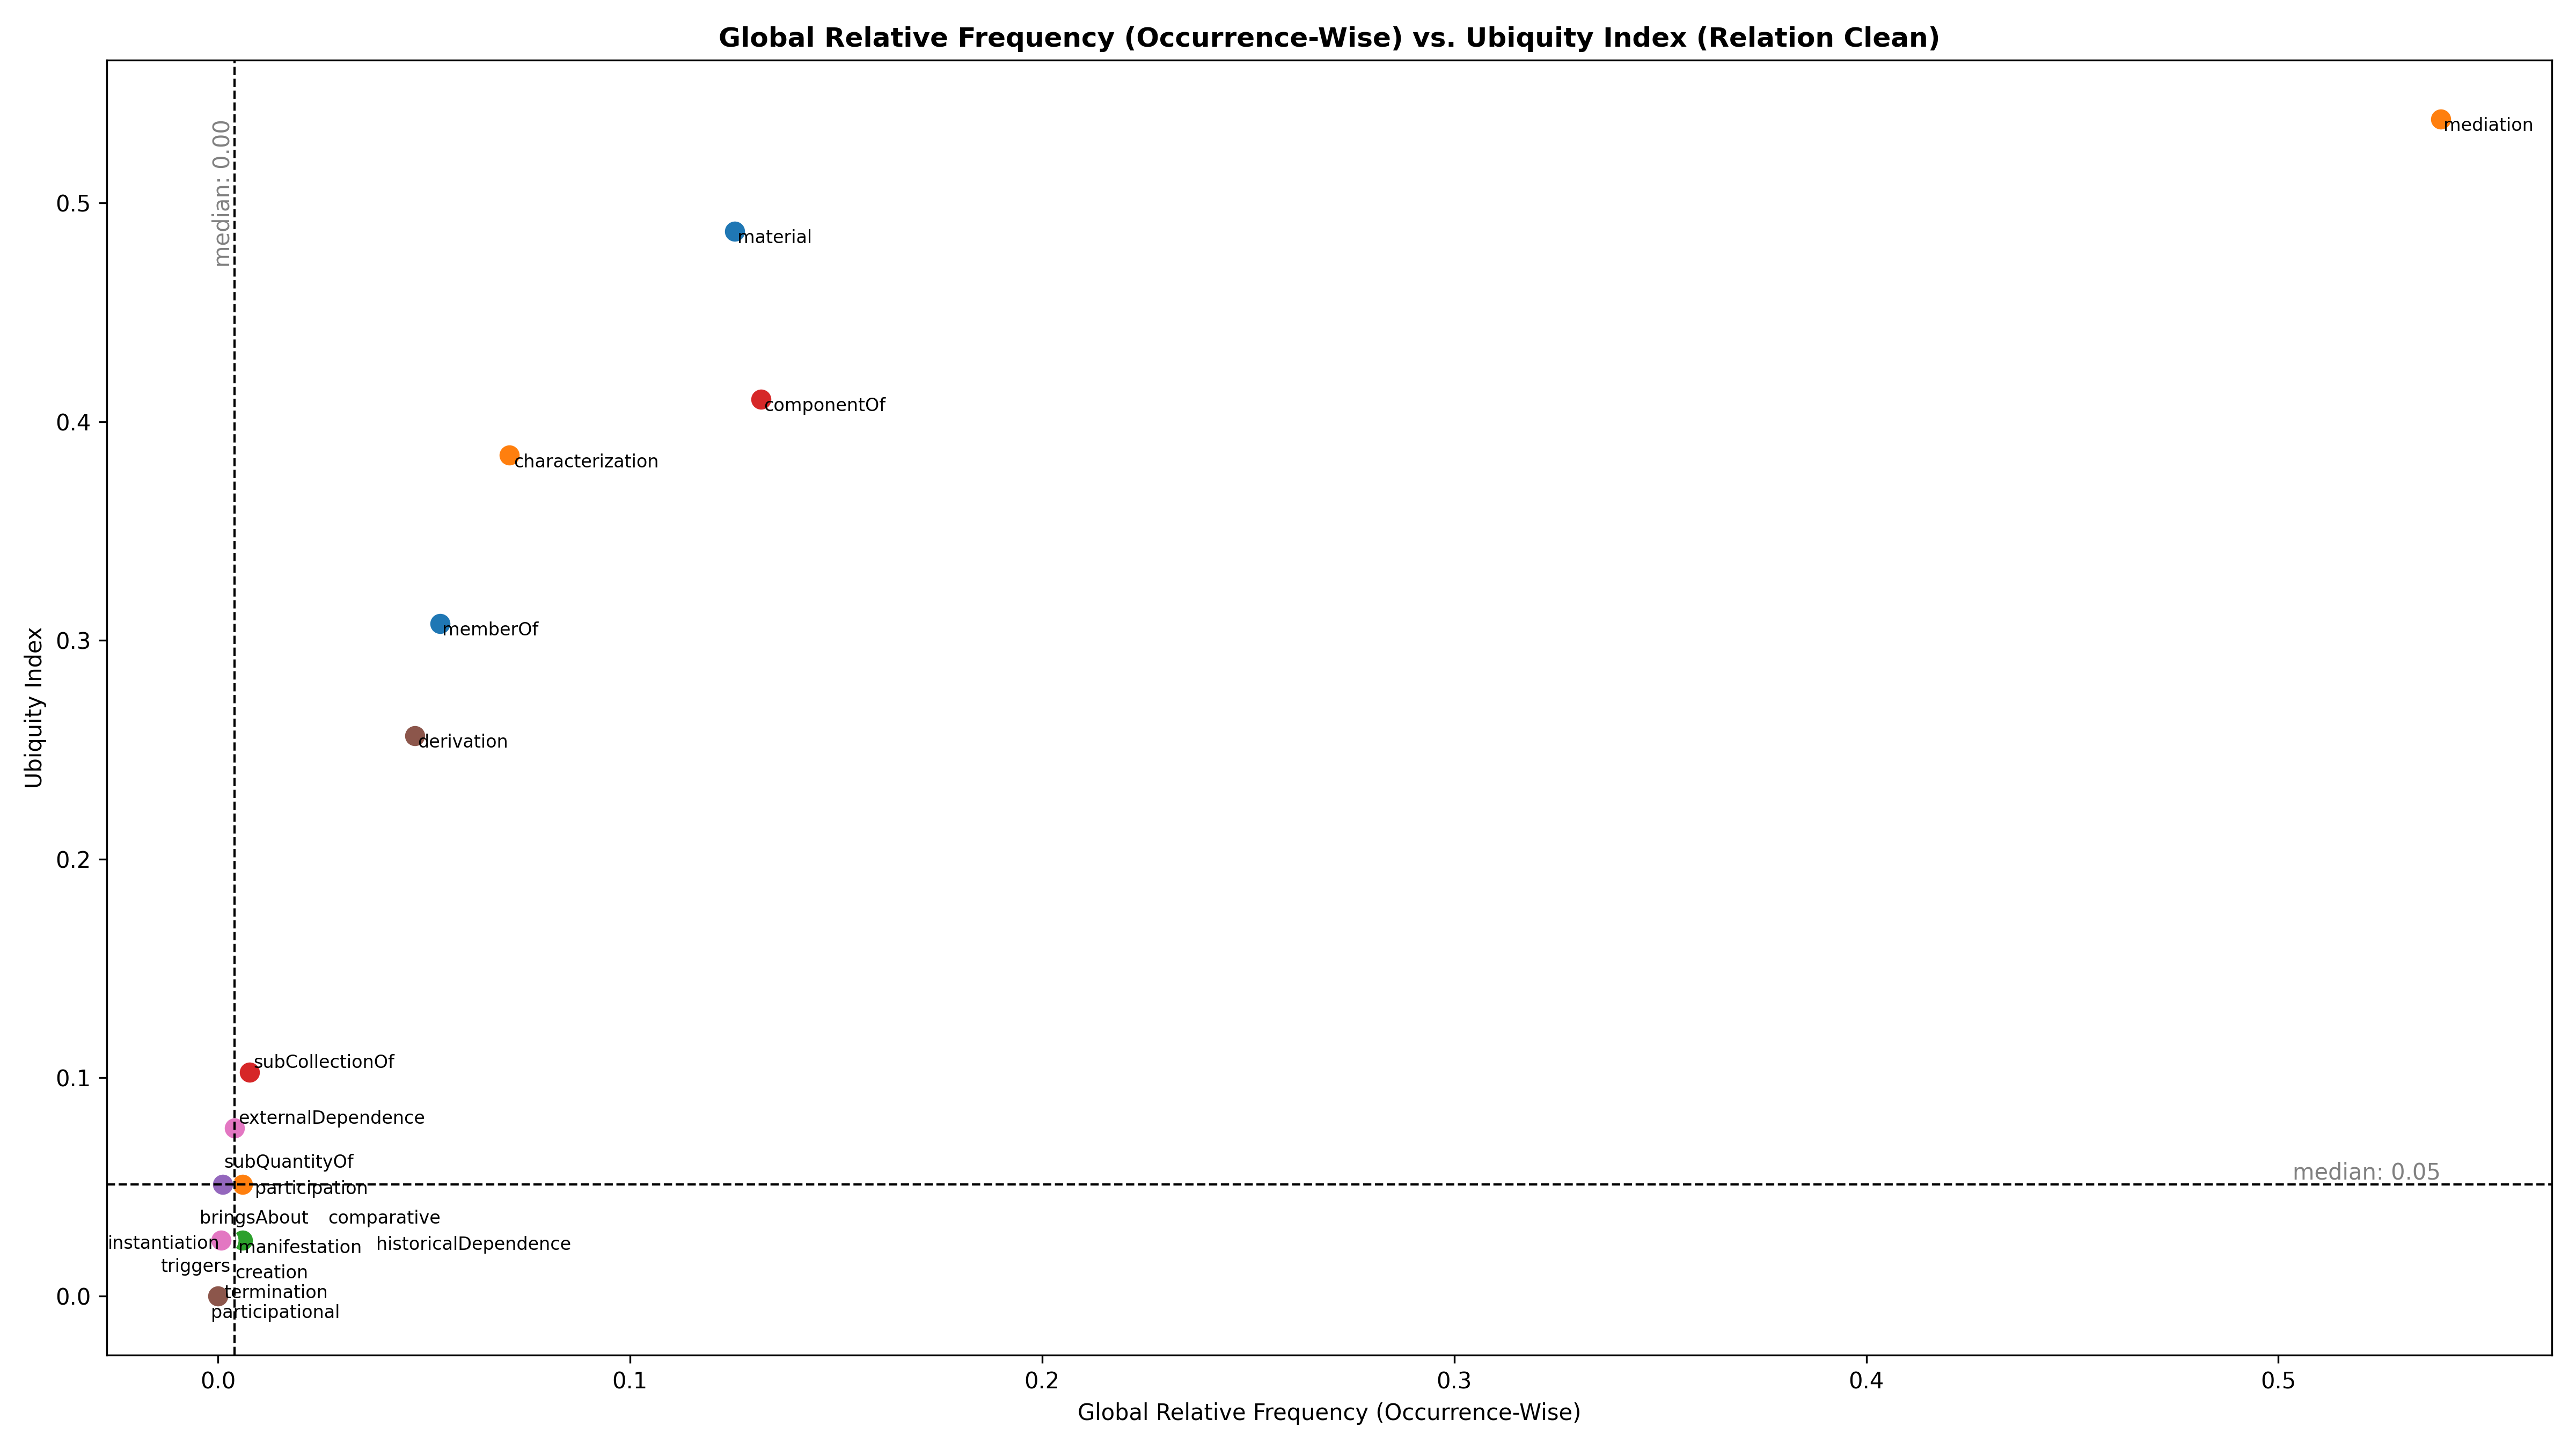 Global Relative Frequency (Occurrence-Wise) vs. Ubiquity Index (Relation Clean)
median: 0.00
mediation
0.5
material
componentOf
0.4
characterization
0.3
memberOf
Ubiquity Index
derivation
0.2
subCollectionOf
0.1
externalDependence
subQuantityOf
median: 0.05
participation
bringsAbout comparative
instantiation manifestation historicalDependence
triggers creation
0.0 termination
participational
0.0 0.1 0.2 0.3 0.4 0.5
Global Relative Frequency (Occurrence-Wise)